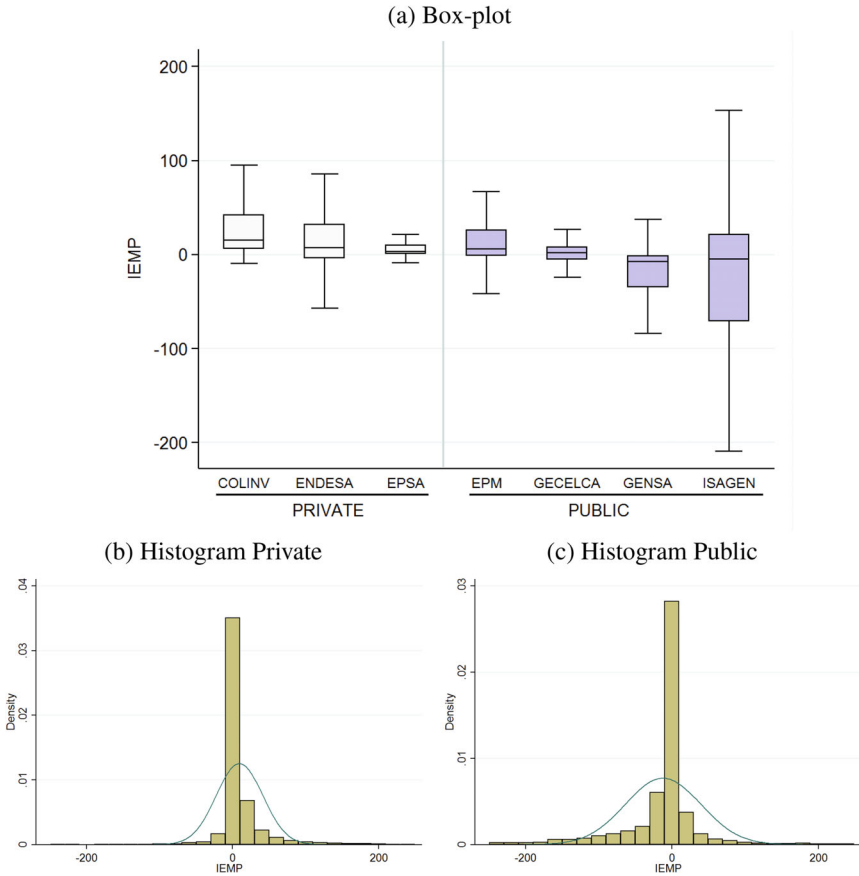 (a) Box-plot
200
100
0
-100
-200
IEMP
COLINV ENDESA EPSA EPM GECELCA GENSA ISAGEN
PRIVATE PUBLIC
(b) Histogram Private
.04
.03
.02
.01
0
Density
-200 0 200
IEMP
(c) Histogram Public
.03
.02
.01
0
Density
-200 0 200
IEMP